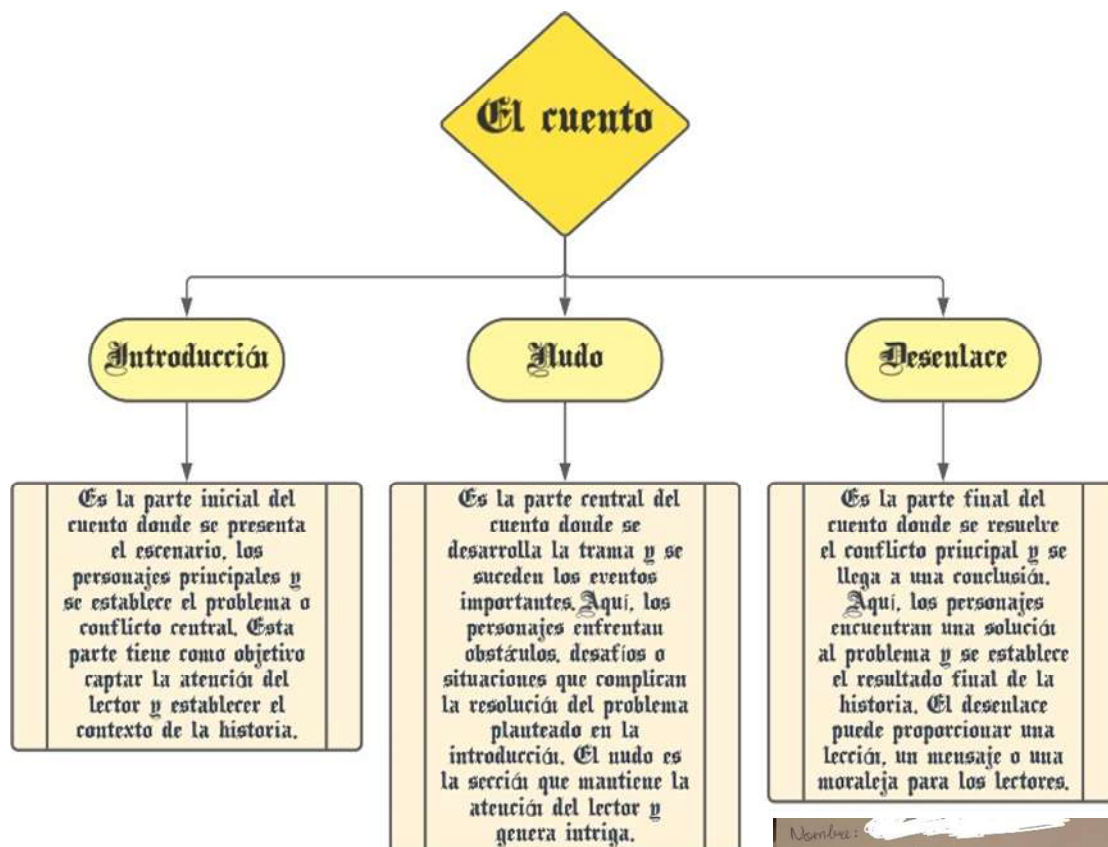 El cuento
Introducción
Nudo
Desenlace
Es la parte inicial del
cuento donde se presenta
el escenario, los
personajes principales y
se establece el problema o
conflicto central. Esta
parte tiene como objetivo
captar la atención del
lector y establecer el
contexto de la historia.
Es la parte central del
cuento donde se
desarrolla la trama y se
suceden los eventos
importantes. Aquí, los
personajes enfrentan
obstáculos, desafíos o
situaciones que complican
la resolución del problema
planteado en la
introducción. El nudo es
la sección que mantiene la
atención del lector y
genera intriga.
Es la parte final del
cuento donde se resuelve
el conflicto principal y se
llega a una conclusión.
Aquí, los personajes
encuentran una solución
al problema y se establece
el resultado final de la
historia. El desenlace
puede proporcionar una
lección, un mensaje o una
moraleja para los lectores.
Nombre: